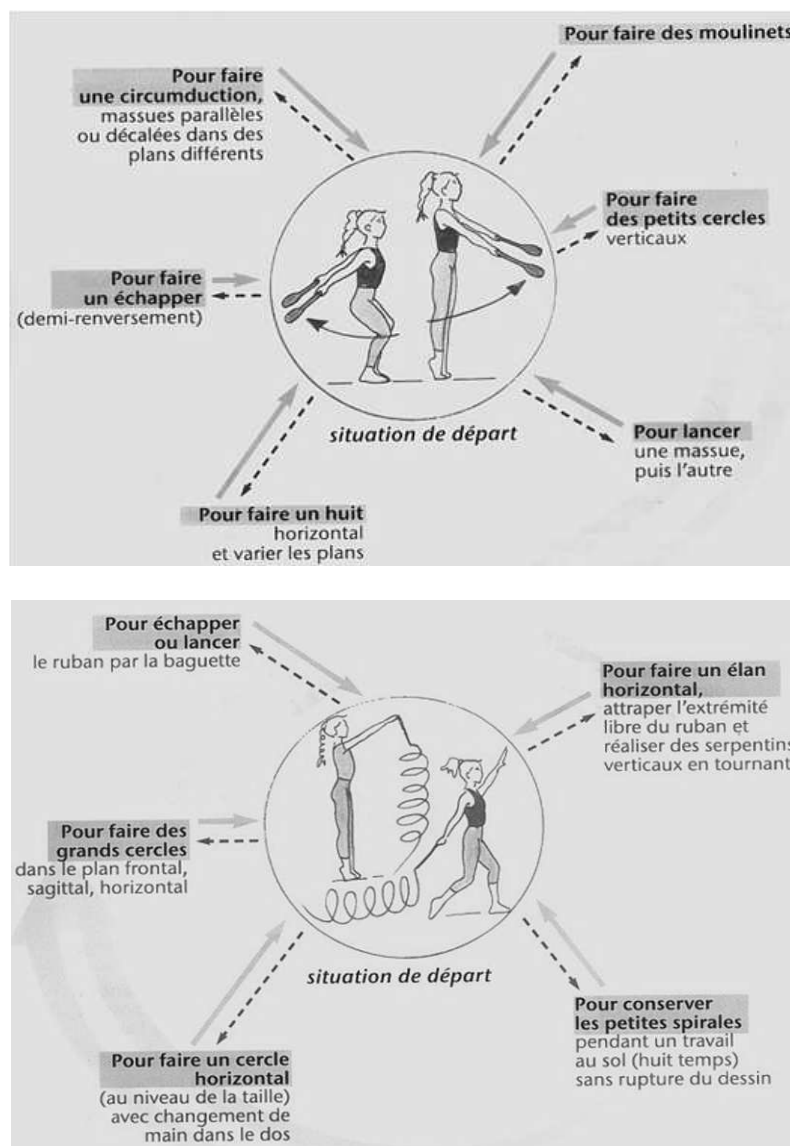 Pour faire des moulinets
Pour faire
une circumduction,
massues parallèles
ou décalées dans des
plans différents
Pour faire
des petits cercles
verticaux
Pour faire
un échapper
(demi-renversement)
situation de départ
Pour lancer
une massue,
puis l'autre
Pour faire un huit
horizontal
et varier les plans
Pour échapper
ou lancer
le ruban par la baguette
Pour faire un élan
horizontal,
attraper l'extrémité
libre du ruban et
réaliser des serpentins
verticaux en tournant
Pour faire des
grands cercles
dans le plan frontal,
sagittal, horizontal
situation de départ
Pour conserver
les petites spirales
pendant un travail
au sol (huit temps)
sans rupture du dessin
Pour faire un cercle
horizontal
(au niveau de la taille)
avec changement de
main dans le dos